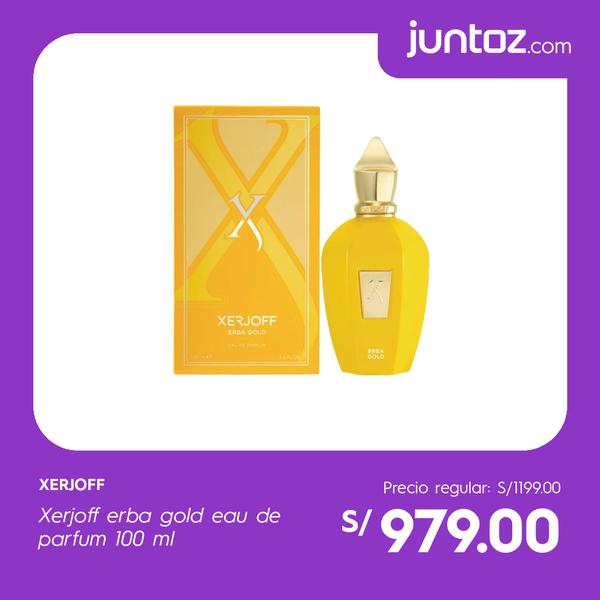 juntoz.com
X
XERJOFF
ERBA GOLD
EAU DE PARFUM
X
ERBA
GOLD
XERJOFF
Xerjoff erba gold eau de
parfum 100 ml
Precio regular: S/1199.00
S/ 979.00